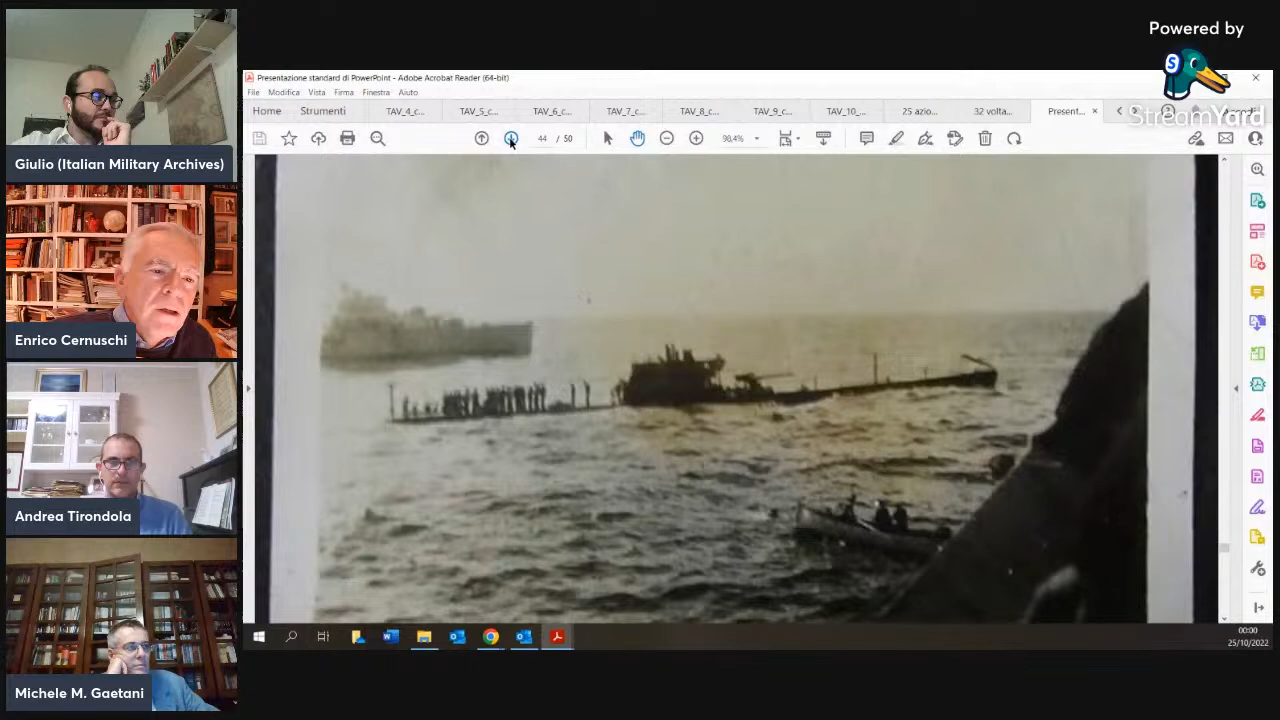 Powered by
StreamYard
Giulio (Italian Military Archives)
Enrico Cernuschi
Andrea Tirondola
Michele M. Gaetani
Presentazione standard di PowerPoint - Adobe Acrobat Reader (64-bit)
File Modifica Vista Firma Finestra Aiuto
Home Strumenti TAV_4_c... TAV_5_c... TAV_6_c... TAV_7_c... TAV_8_c... TAV_9_c... TAV_10_... 25 azio... 32 volta... Present...
44 / 50 98,4%
00:00
25/10/2022